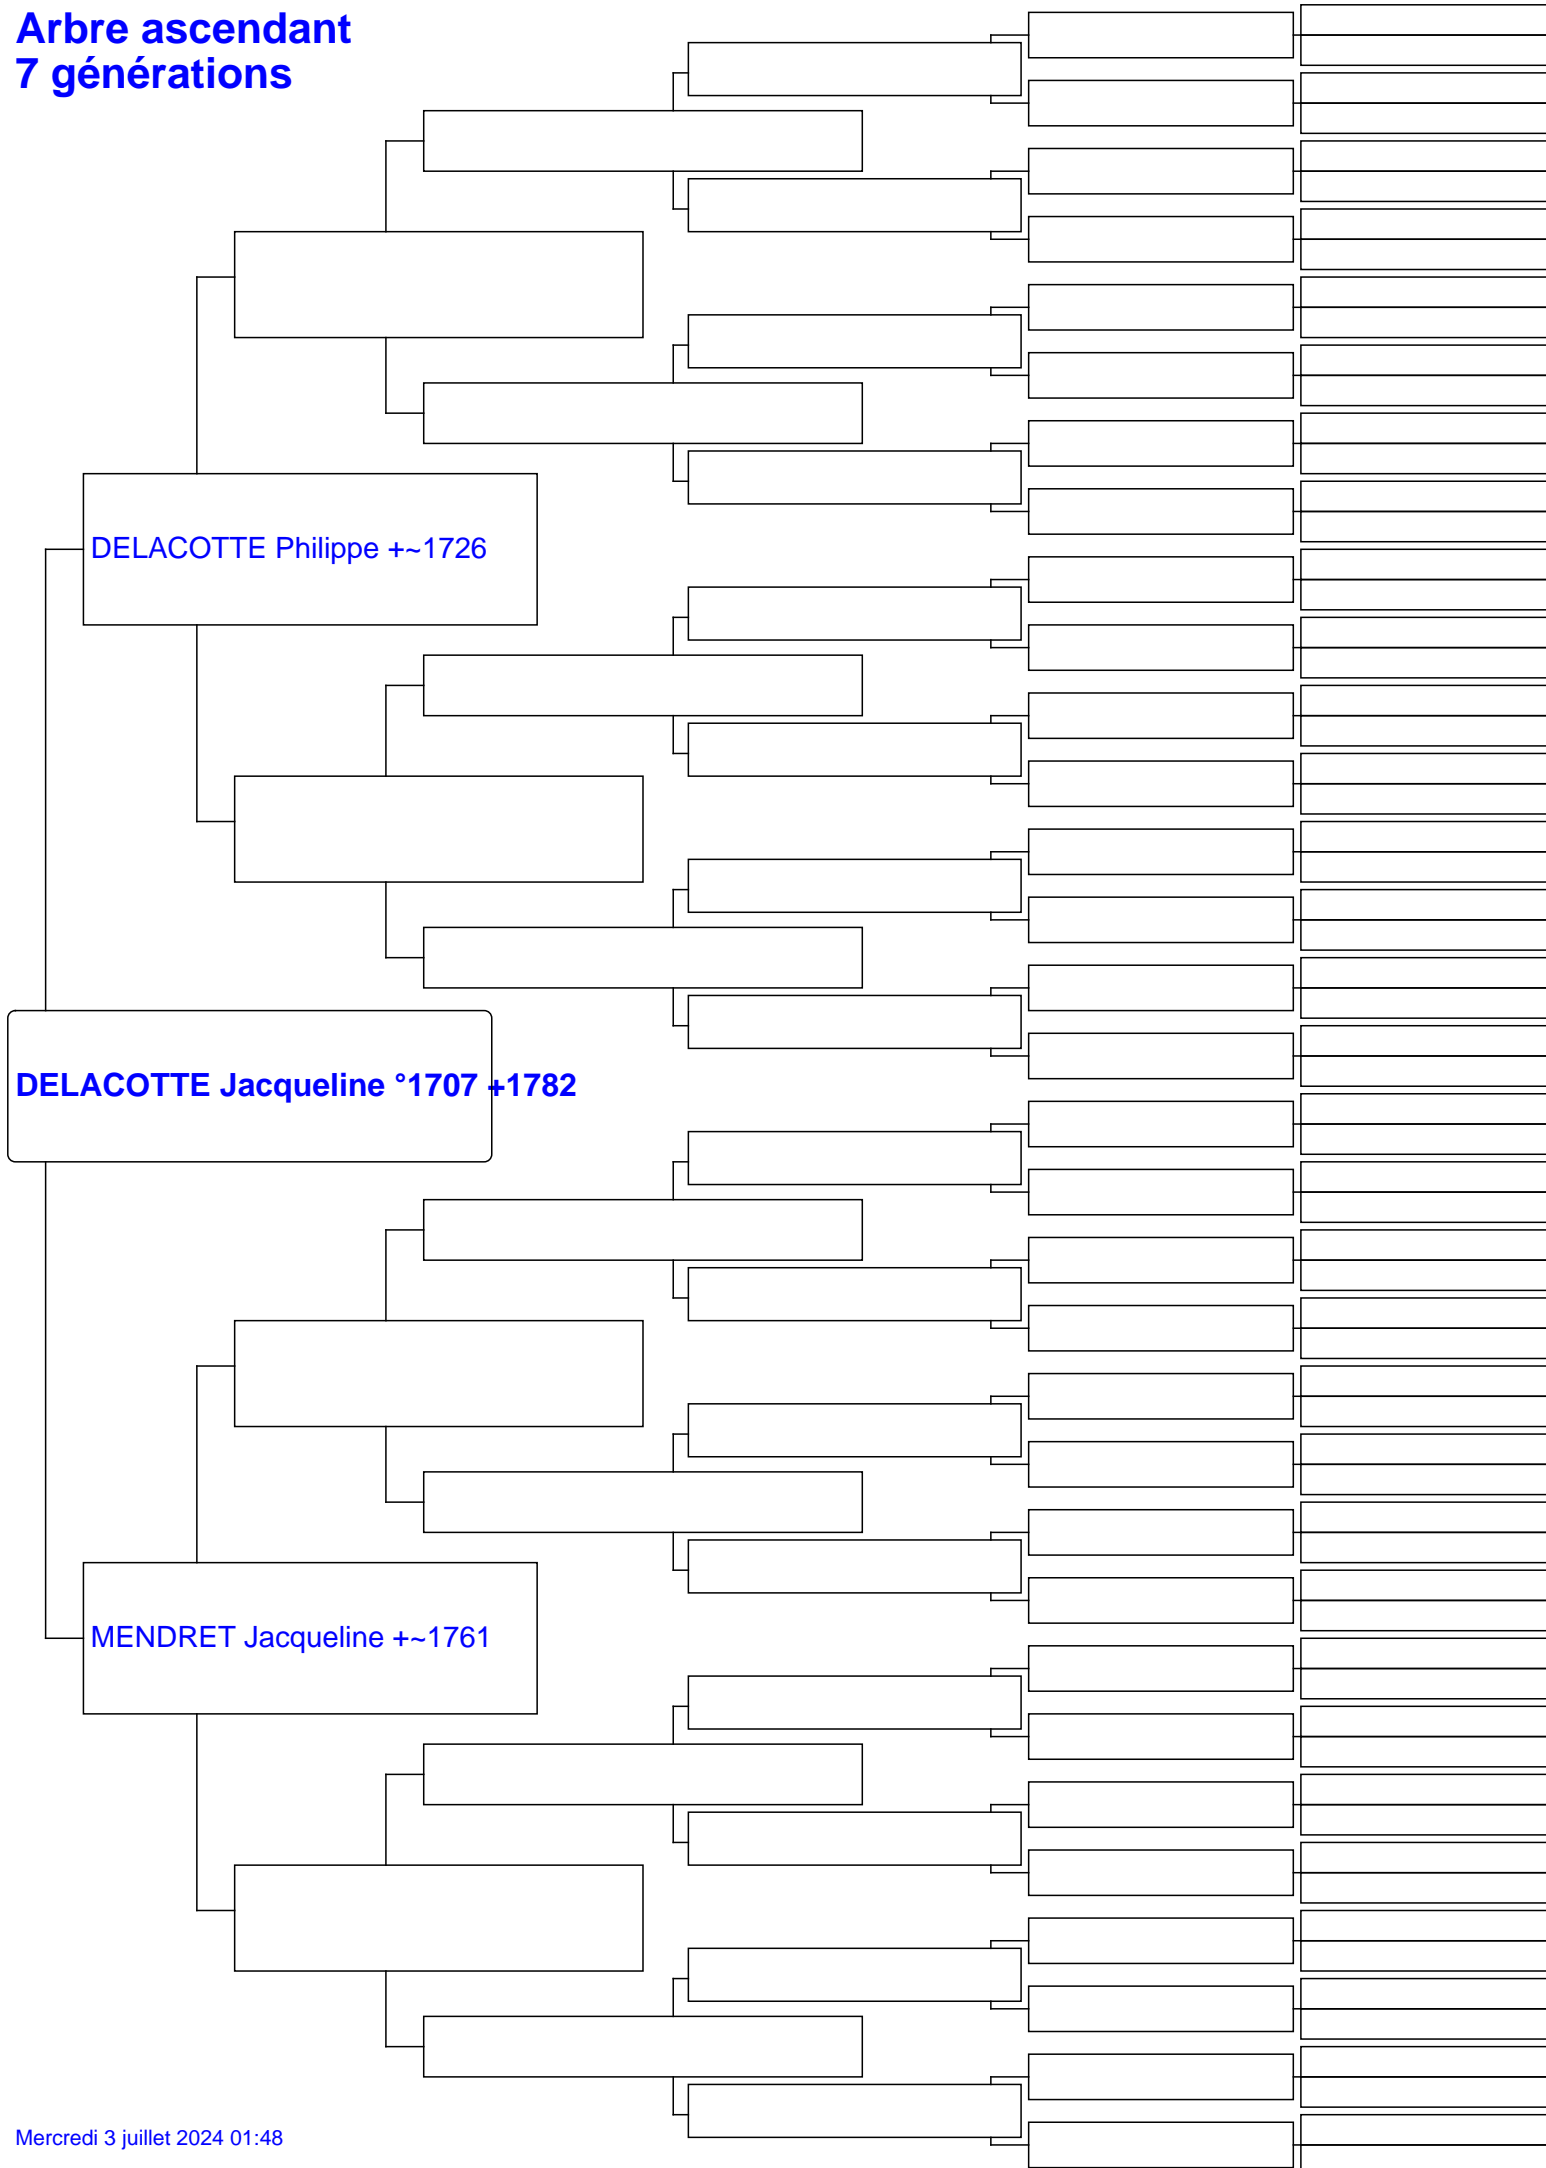 Arbre ascendant
7 générations
DELACOTTE Philippe +~1726
DELACOTTE Jacqueline °1707 +1782
MENDRET Jacqueline +~1761
Mercredi 3 juillet 2024 01:48